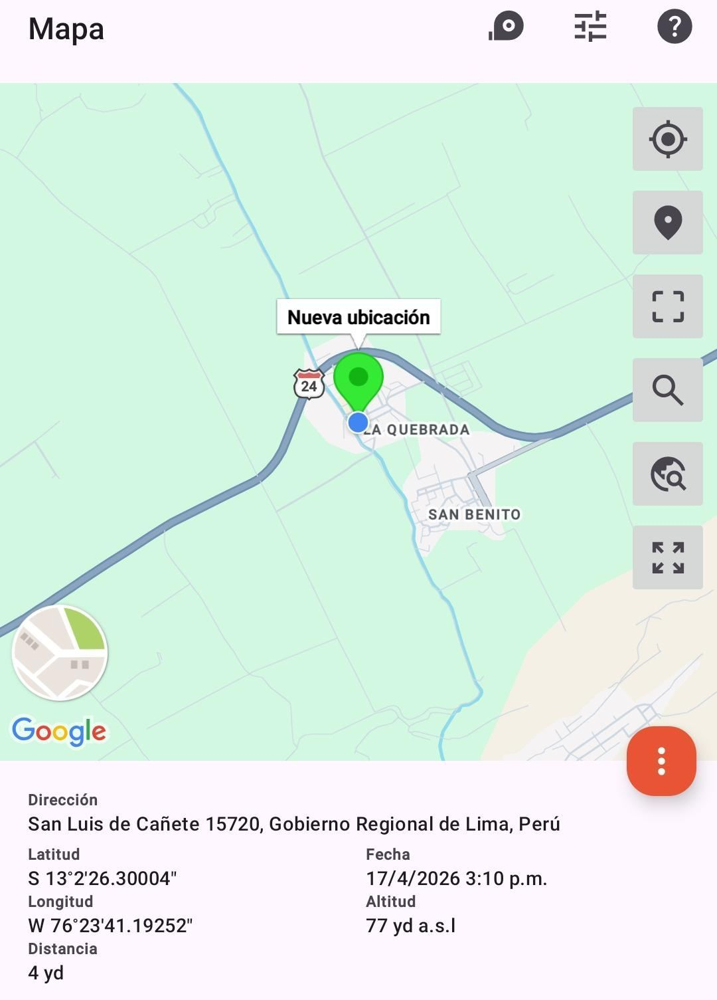 Mapa
Nueva ubicación
24
LA QUEBRADA
SAN BENITO
Google
Dirección
San Luis de Cañete 15720, Gobierno Regional de Lima, Perú
Latitud
S 13°2'26.30004"
Fecha
17/4/2026 3:10 p.m.
Longitud
W 76°23'41.19252"
Altitud
77 yd a.s.l
Distancia
4 yd